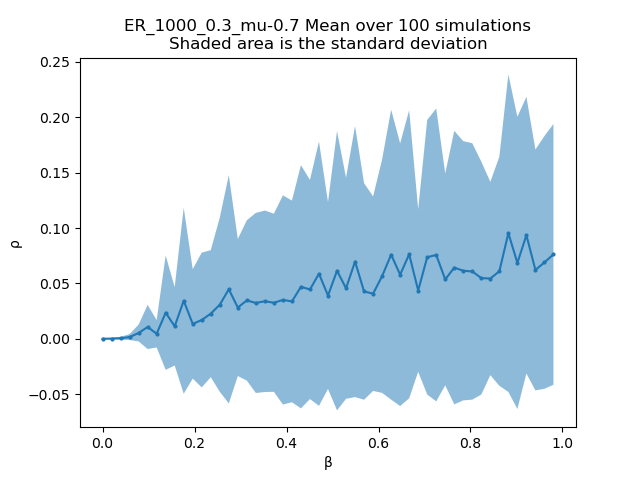 ER_1000_0.3_mu-0.7 Mean over 100 simulations
Shaded area is the standard deviation
0.25
0.20
0.15
0.10
0.05
0.00
−0.05
ρ
0.0 0.2 0.4 0.6 0.8 1.0
β